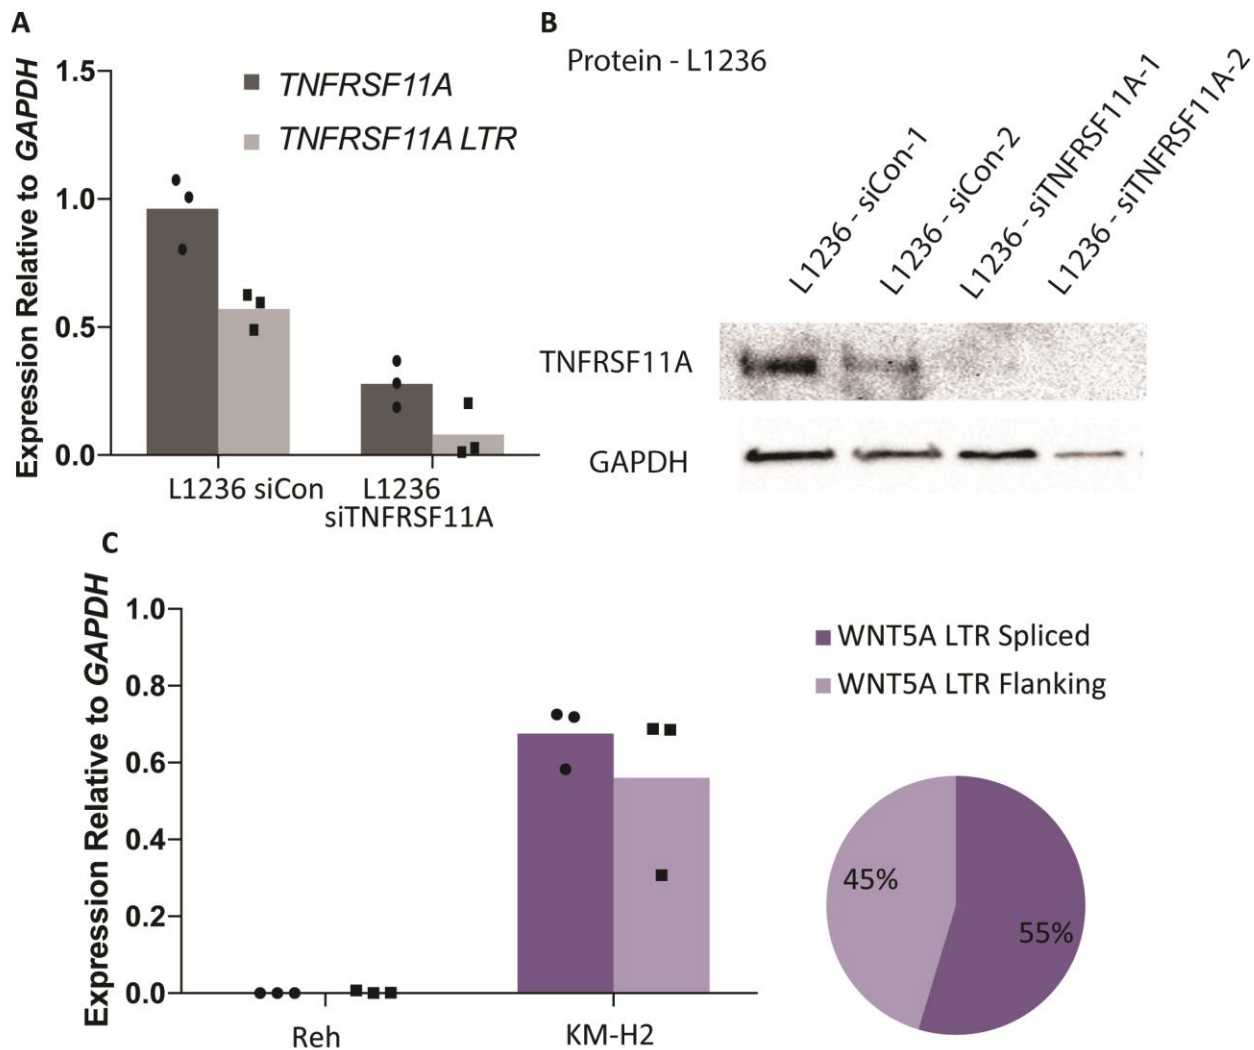 A
Expression Relative to GAPDH
1.5
1.0
0.5
0.0
TNFRSF11A
TNFRSF11A LTR
L1236 siCon
L1236
siTNFRSF11A
B
Protein - L1236
L1236 - siCon-1
L1236 - siCon-2
L1236 - siTNFRSF11A-1
L1236 - siTNFRSF11A-2
TNFRSF11A
GAPDH
C
Expression Relative to GAPDH
1.0
0.8
0.6
0.4
0.2
0.0
Reh
KM-H2
WNT5A LTR Spliced
WNT5A LTR Flanking
45%
55%